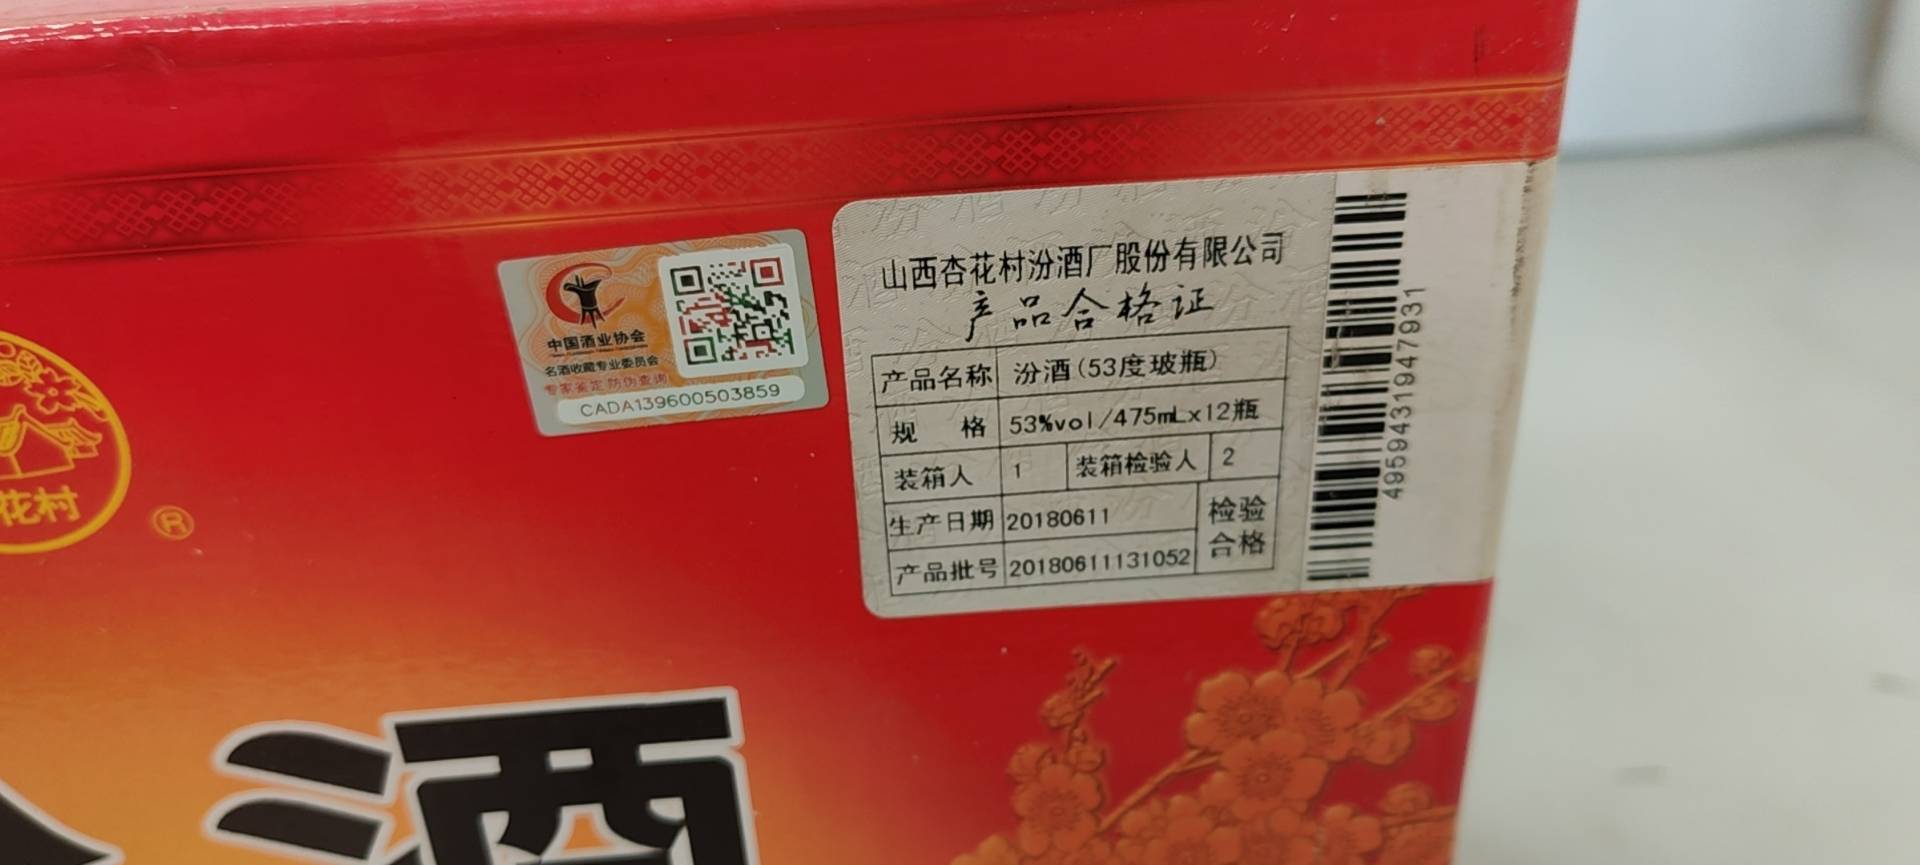 花村
®
中国酒业协会
名酒收藏专业委员会
专家鉴定 防伪查询
CADA139600503859
山西杏花村汾酒厂股份有限公司
产品合格证
产品名称 汾酒(53度玻瓶)
规 格 53%vol/475mL×12瓶
装箱人 1 装箱检验人 2
生产日期 20180611 检验
产品批号 20180611131052 合格
4959431947931
酒